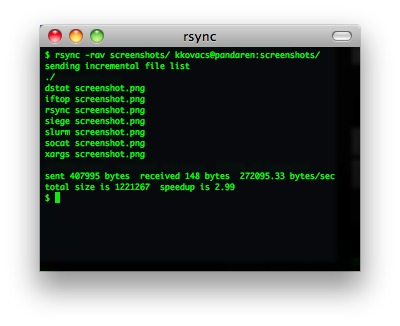 rsync
$ rsync -rav screenshots/ kkovacs@pandaren:screenshots/
sending incremental file list
./
dstat screenshot.png
iftop screenshot.png
rsync screenshot.png
siege screenshot.png
slurm screenshot.png
socat screenshot.png
xargs screenshot.png
sent 407995 bytes  received 148 bytes  272095.33 bytes/sec
total size is 1221267  speedup is 2.99
$